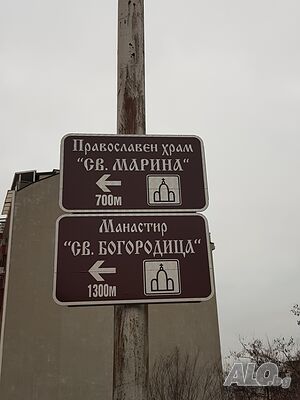 Православен храм
"СВ. МАРИНА"
700м
Манастир
"СВ. БОГОРОДИЦА"
1300м
ALO.bg